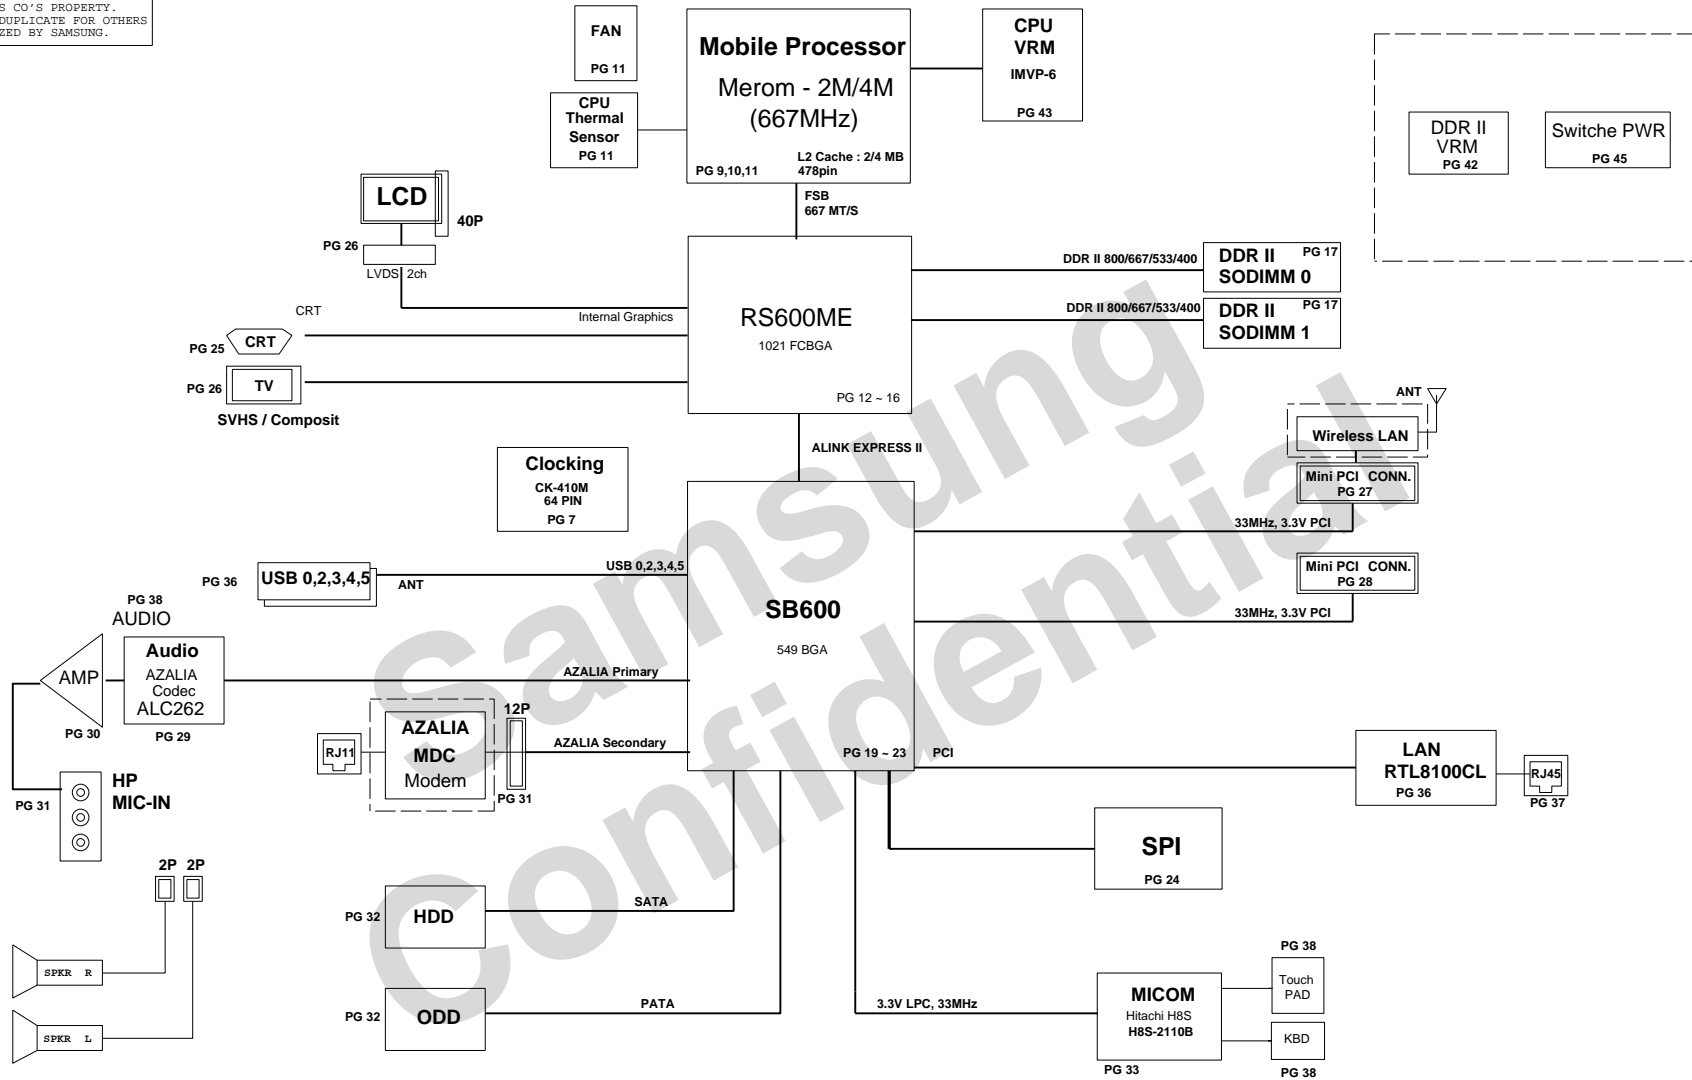 S CO'S PROPERTY.
DUPLICATE FOR OTHERS
ZED BY SAMSUNG.
FAN
PG 11
CPU
Thermal
Sensor
PG 11
Mobile Processor
Merom - 2M/4M
(667MHz)
L2 Cache : 2/4 MB
PG 9,10,11
478pin
CPU
VRM
IMVP-6
PG 43
DDR II
VRM
PG 42
Switche PWR
PG 45
FSB
667 MT/S
LCD
40P
PG 26
LVDS 2ch
CRT
Internal Graphics
PG 25
CRT
PG 26
TV
SVHS / Composit
RS600ME
1021 FCBGA
PG 12 ~ 16
DDR II 800/667/533/400
DDR II
SODIMM 0
PG 17
DDR II 800/667/533/400
DDR II
SODIMM 1
PG 17
ALINK EXPRESS II
ANT
Wireless LAN
Mini PCI CONN.
PG 27
33MHz, 3.3V PCI
Mini PCI CONN.
PG 28
33MHz, 3.3V PCI
Clocking
CK-410M
64 PIN
PG 7
PG 36
USB 0,2,3,4,5
ANT
USB 0,2,3,4,5
SB600
549 BGA
PG 19 ~ 23
PCI
PG 38
AUDIO
AMP
PG 30
Audio
AZALIA
Codec
ALC262
PG 29
AZALIA Primary
RJ11
AZALIA
MDC
Modem
12P
PG 31
AZALIA Secondary
PG 31
HP
MIC-IN
2P
2P
SPKR R
SPKR L
PG 32
HDD
SATA
PG 32
ODD
PATA
LAN
RTL8100CL
PG 36
RJ45
PG 37
SPI
PG 24
3.3V LPC, 33MHz
MICOM
Hitachi H8S
H8S-2110B
PG 33
PG 38
Touch
PAD
KBD
PG 38
Samsung
Confidential